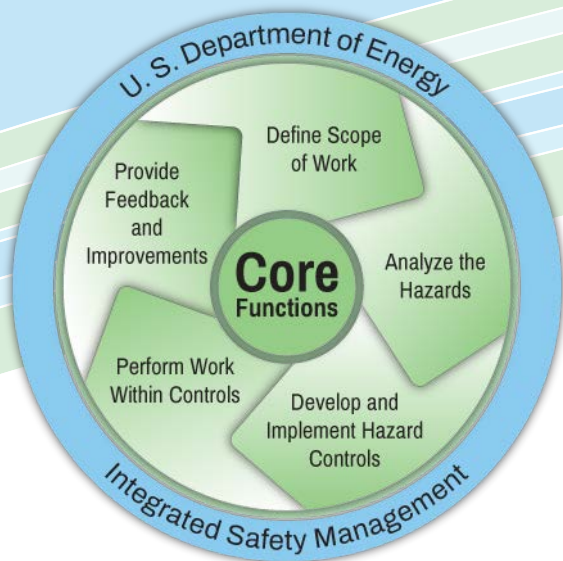 U. S. Department of Energy
Define Scope
of Work
Analyze the
Hazards
Develop and
Implement Hazard
Controls
Perform Work
Within Controls
Provide
Feedback
and
Improvements
Core
Functions
Integrated Safety Management